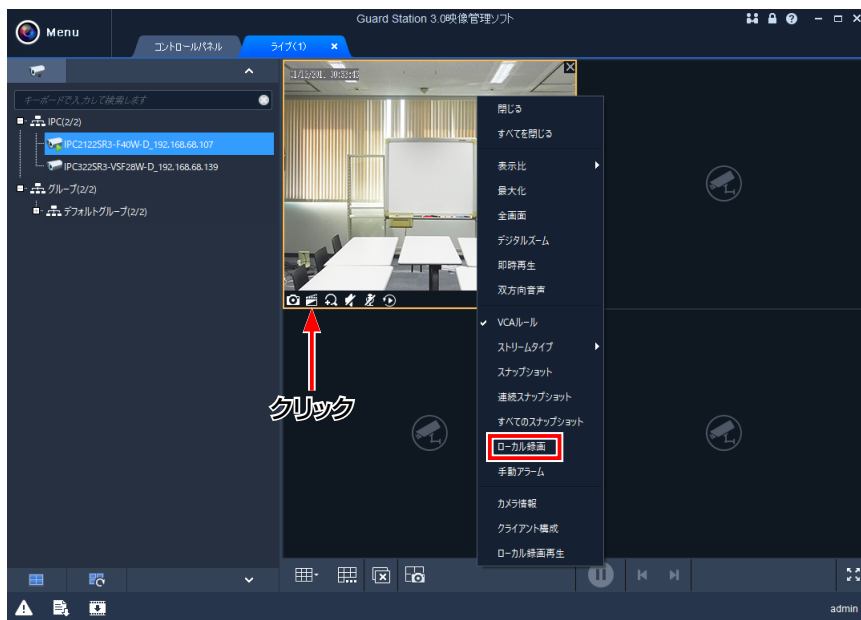 Guard Station 3.0映像管理ソフト
Menu
コントロールパネル
ライブ(1)
キーボードで入力して検索します
IPC(2/2)
IPC2122SR3-F40W-D_192.168.68.107
IPC322SR3-VSF28W-D_192.168.68.139
グループ(2/2)
デフォルトグループ(2/2)
クリック
閉じる
すべてを閉じる
表示比
最大化
全画面
デジタルズーム
即時再生
双方向音声
VCAルール
ストリームタイプ
スナップショット
連続スナップショット
すべてのスナップショット
ローカル録画
手動アラーム
カメラ情報
クライアント構成
ローカル録画再生
admin